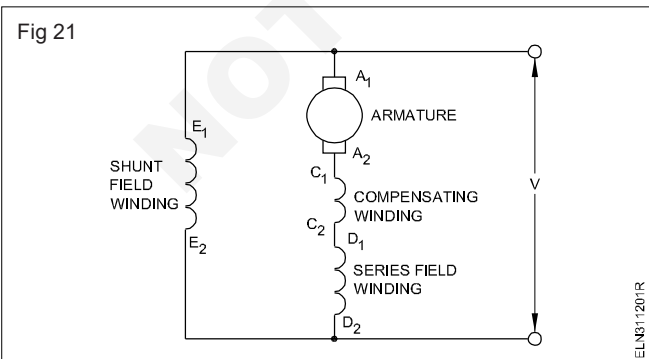 Fig 21
A1
ARMATURE
E1
A2
SHUNT
FIELD
WINDING
C1
V
COMPENSATING
WINDING
C2
D1
E2
SERIES FIELD
WINDING
D2
ELN311201R
NOT